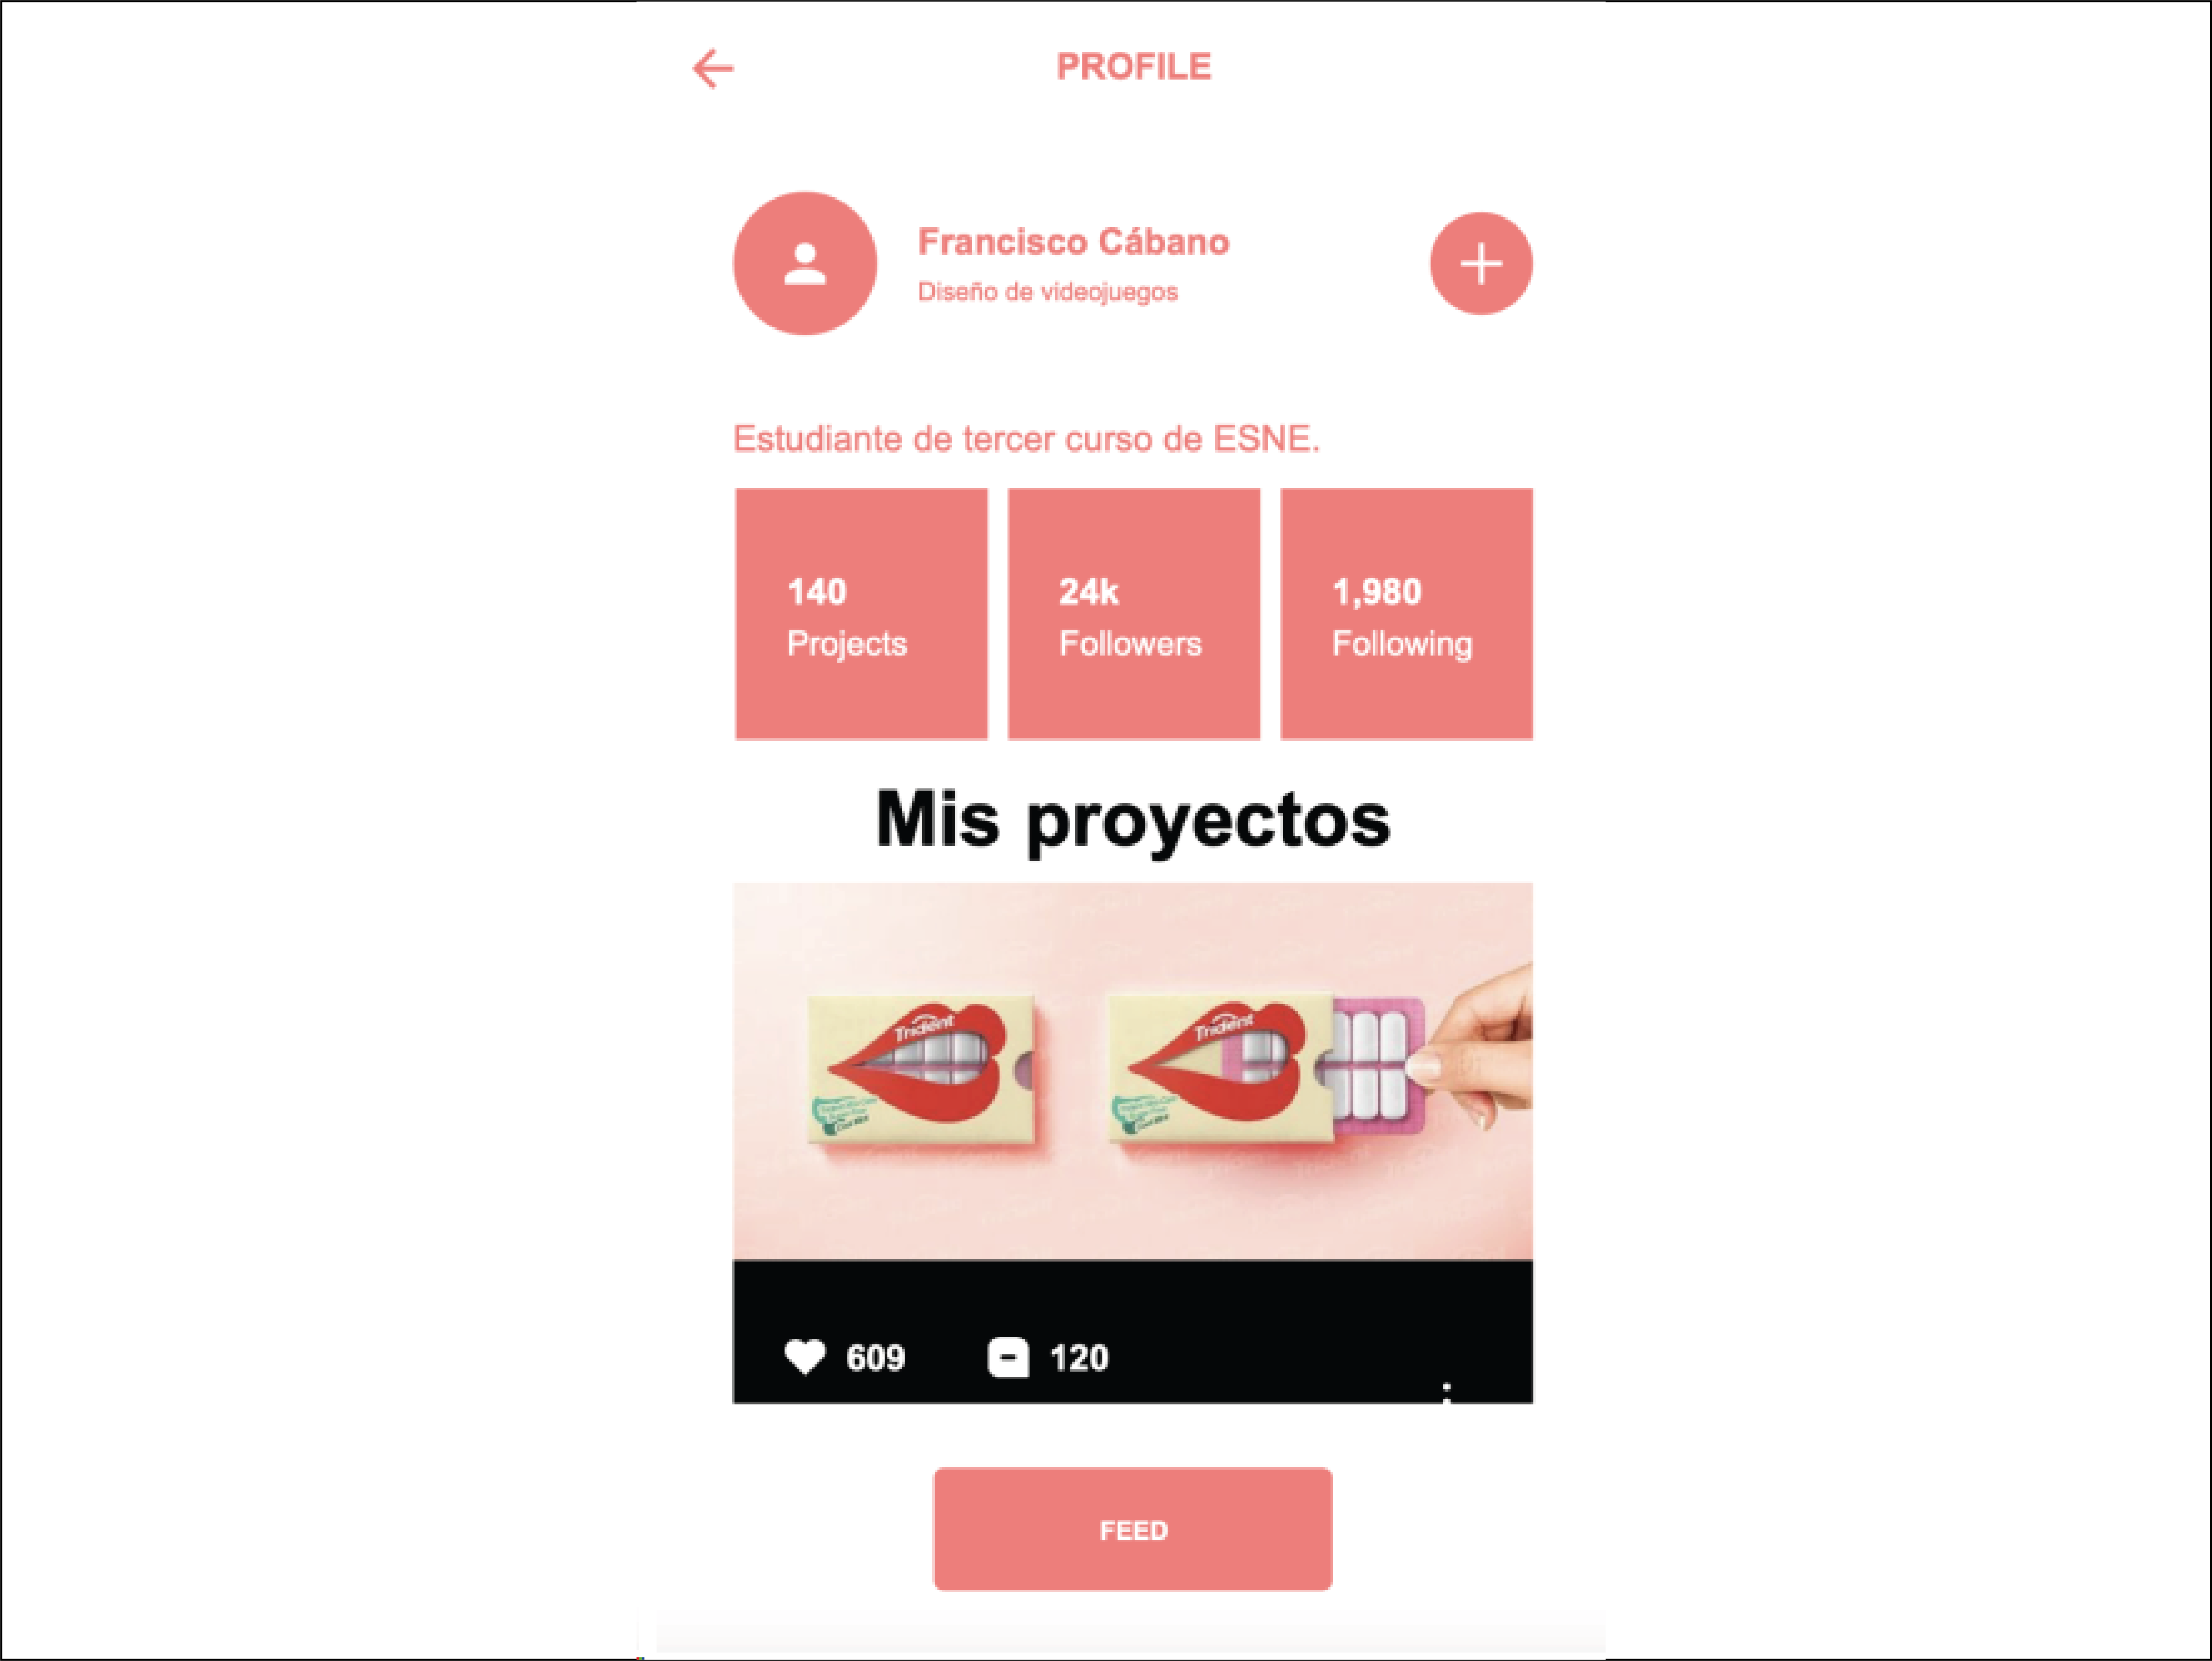 PROFILE
Francisco Cábano
Diseño de videojuegos
Estudiante de tercer curso de ESNE.
140
Projects
24k
Followers
1,980
Following
Mis proyectos
Trident
Trident
609
120
FEED